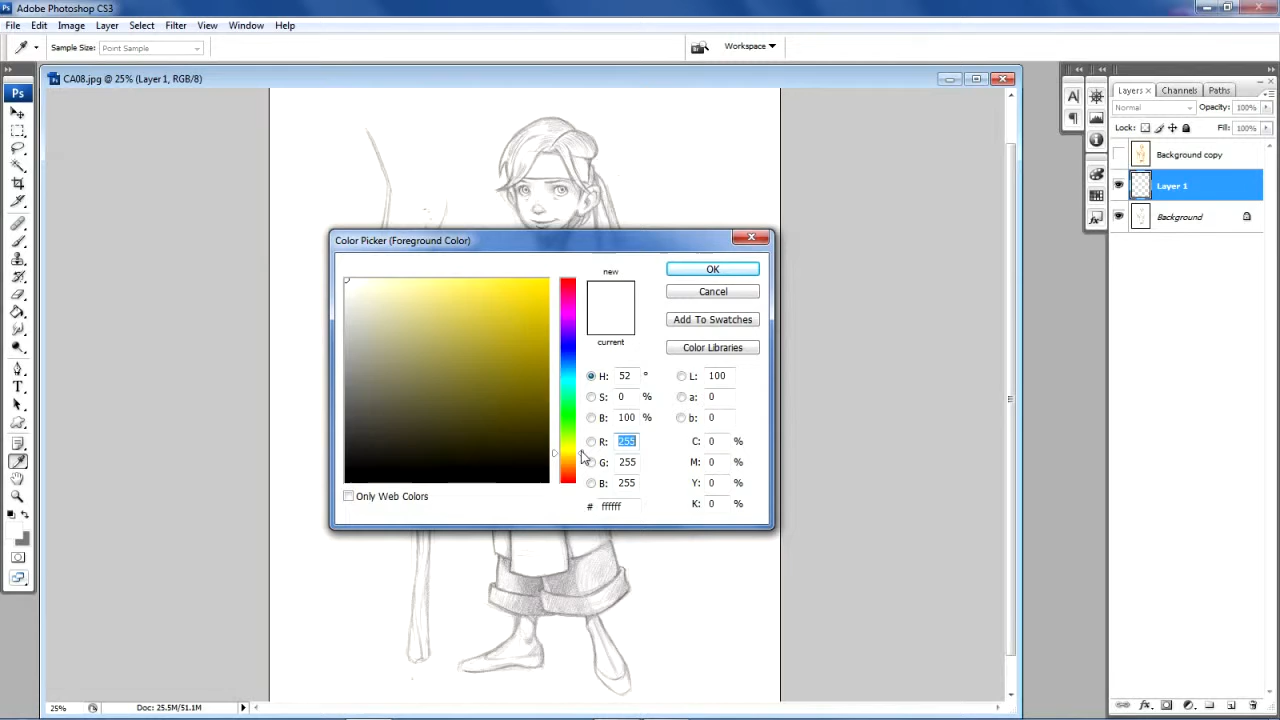 Ps Adobe Photoshop CS3
File Edit Image Layer Select Filter View Window Help
Sample Size: Point Sample Workspace
CA08.jpg @ 25% (Layer 1, RGB/8)
Ps
T
A
Layers × Channels Paths
Normal Opacity: 100%
Lock: Fill: 100%
Background copy
Layer 1
Background
Color Picker (Foreground Color)
new
current
OK
Cancel
Add To Swatches
Color Libraries
H: 52 ° L: 100
S: 0 % a: 0
B: 100 % b: 0
R: 255 C: 0 %
G: 255 M: 0 %
B: 255 Y: 0 %
# ffffff K: 0 %
Only Web Colors
25% Doc: 25.5M/51.1M
fx